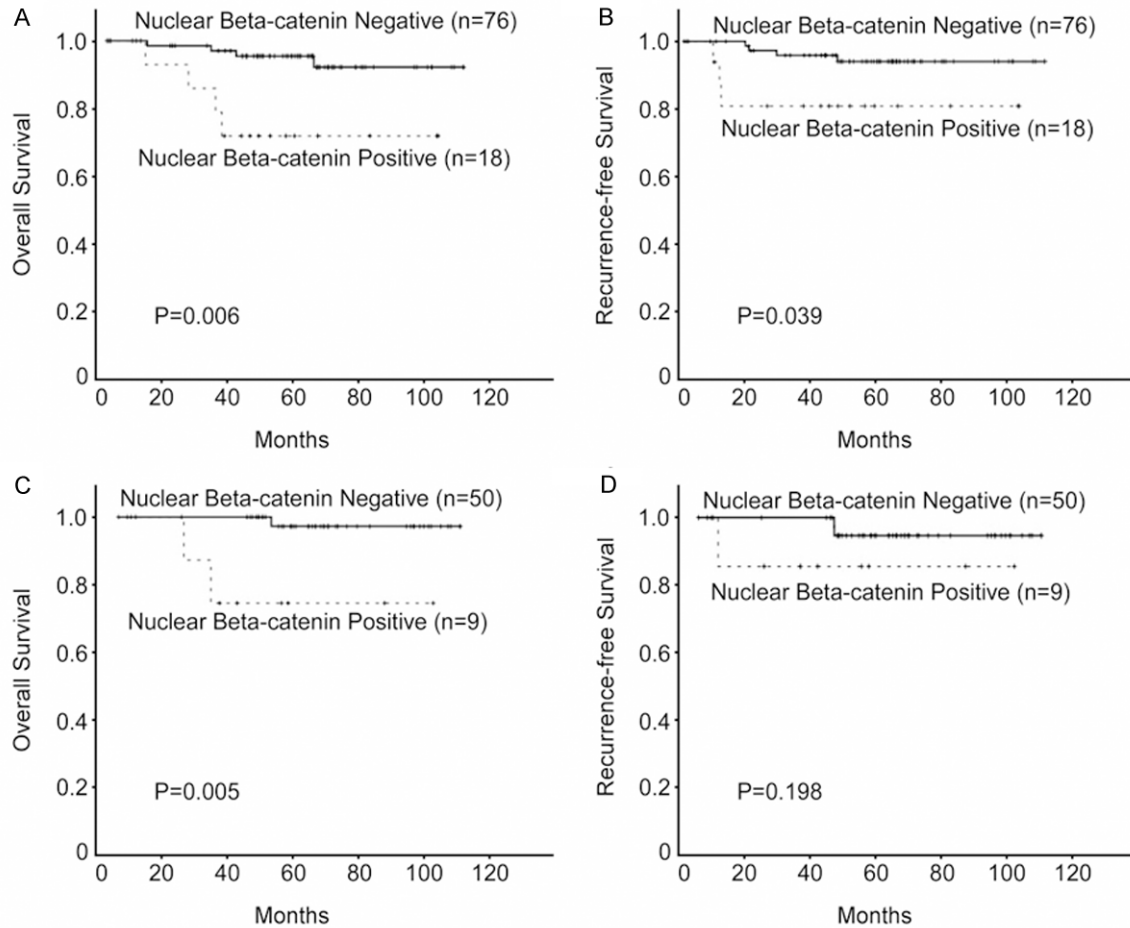 A
Nuclear Beta-catenin Negative (n=76)
1.0
0.8
0.6
0.4
0.2
0
Overall Survival
Nuclear Beta-catenin Positive (n=18)
P=0.006
0 20 40 60 80 100 120
Months
B
Nuclear Beta-catenin Negative (n=76)
1.0
0.8
0.6
0.4
0.2
0
Recurrence-free Survival
Nuclear Beta-catenin Positive (n=18)
P=0.039
0 20 40 60 80 100 120
Months
C
Nuclear Beta-catenin Negative (n=50)
1.0
0.8
0.6
0.4
0.2
0
Overall Survival
Nuclear Beta-catenin Positive (n=9)
P=0.005
0 20 40 60 80 100 120
Months
D
Nuclear Beta-catenin Negative (n=50)
1.0
0.8
0.6
0.4
0.2
0
Recurrence-free Survival
Nuclear Beta-catenin Positive (n=9)
P=0.198
0 20 40 60 80 100 120
Months